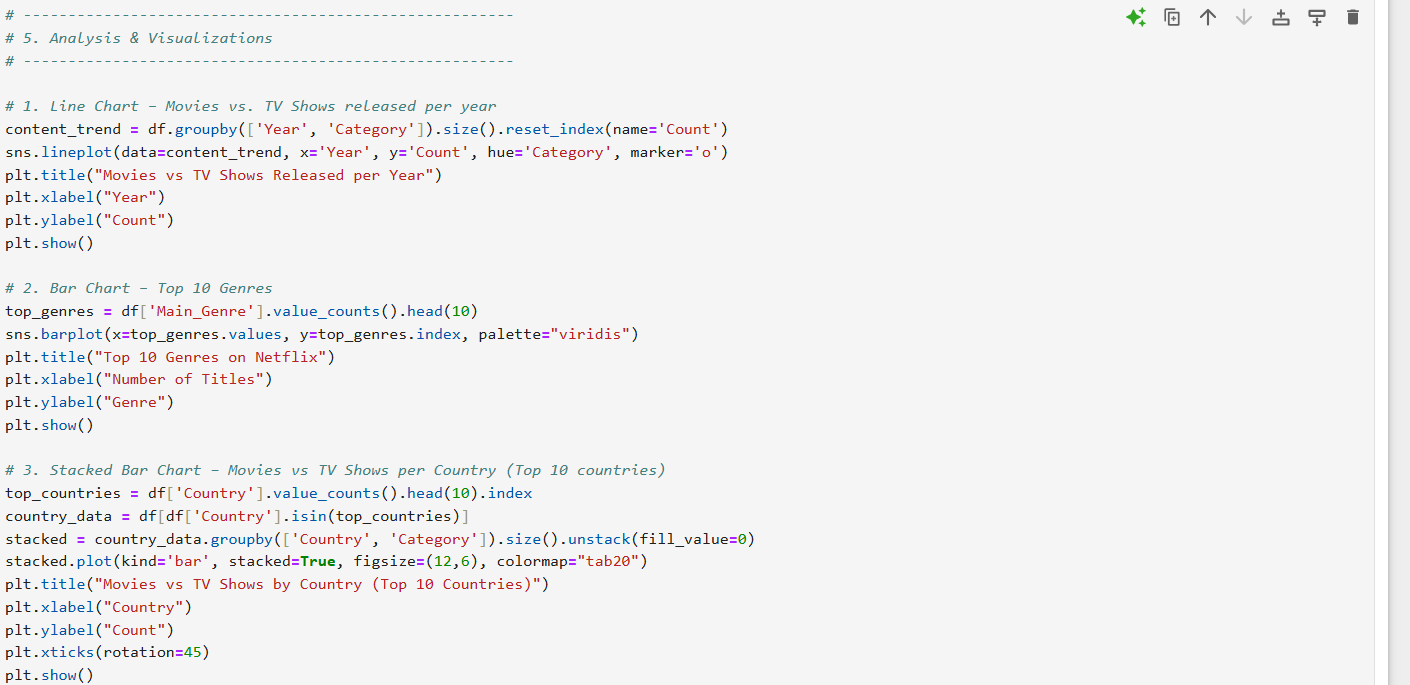 # -------------------------------------------------------
# 5. Analysis & Visualizations
# -------------------------------------------------------
# 1. Line Chart – Movies vs. TV Shows released per year
content_trend = df.groupby(['Year', 'Category']).size().reset_index(name='Count')
sns.lineplot(data=content_trend, x='Year', y='Count', hue='Category', marker='o')
plt.title("Movies vs TV Shows Released per Year")
plt.xlabel("Year")
plt.ylabel("Count")
plt.show()
# 2. Bar Chart – Top 10 Genres
top_genres = df['Main_Genre'].value_counts().head(10)
sns.barplot(x=top_genres.values, y=top_genres.index, palette="viridis")
plt.title("Top 10 Genres on Netflix")
plt.xlabel("Number of Titles")
plt.ylabel("Genre")
plt.show()
# 3. Stacked Bar Chart – Movies vs TV Shows per Country (Top 10 countries)
top_countries = df['Country'].value_counts().head(10).index
country_data = df[df['Country'].isin(top_countries)]
stacked = country_data.groupby(['Country', 'Category']).size().unstack(fill_value=0)
stacked.plot(kind='bar', stacked=True, figsize=(12,6), colormap="tab20")
plt.title("Movies vs TV Shows by Country (Top 10 Countries)")
plt.xlabel("Country")
plt.ylabel("Count")
plt.xticks(rotation=45)
plt.show()